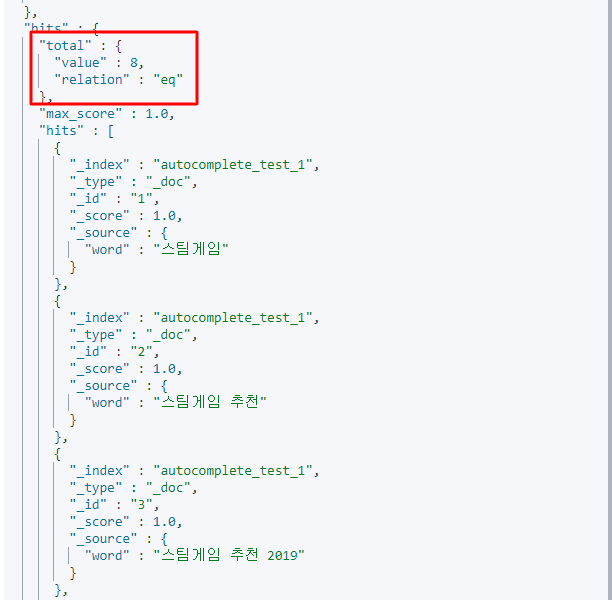 },
"hits" : {
"total" : {
"value" : 8,
"relation" : "eq"
},
"max_score" : 1.0,
"hits" : [
{
"_index" : "autocomplete_test_1",
"_type" : "_doc",
"_id" : "1",
"_score" : 1.0,
"_source" : {
"word" : "스팀게임"
}
},
{
"_index" : "autocomplete_test_1",
"_type" : "_doc",
"_id" : "2",
"_score" : 1.0,
"_source" : {
"word" : "스팀게임 추천"
}
},
{
"_index" : "autocomplete_test_1",
"_type" : "_doc",
"_id" : "3",
"_score" : 1.0,
"_source" : {
"word" : "스팀게임 추천 2019"
}
},